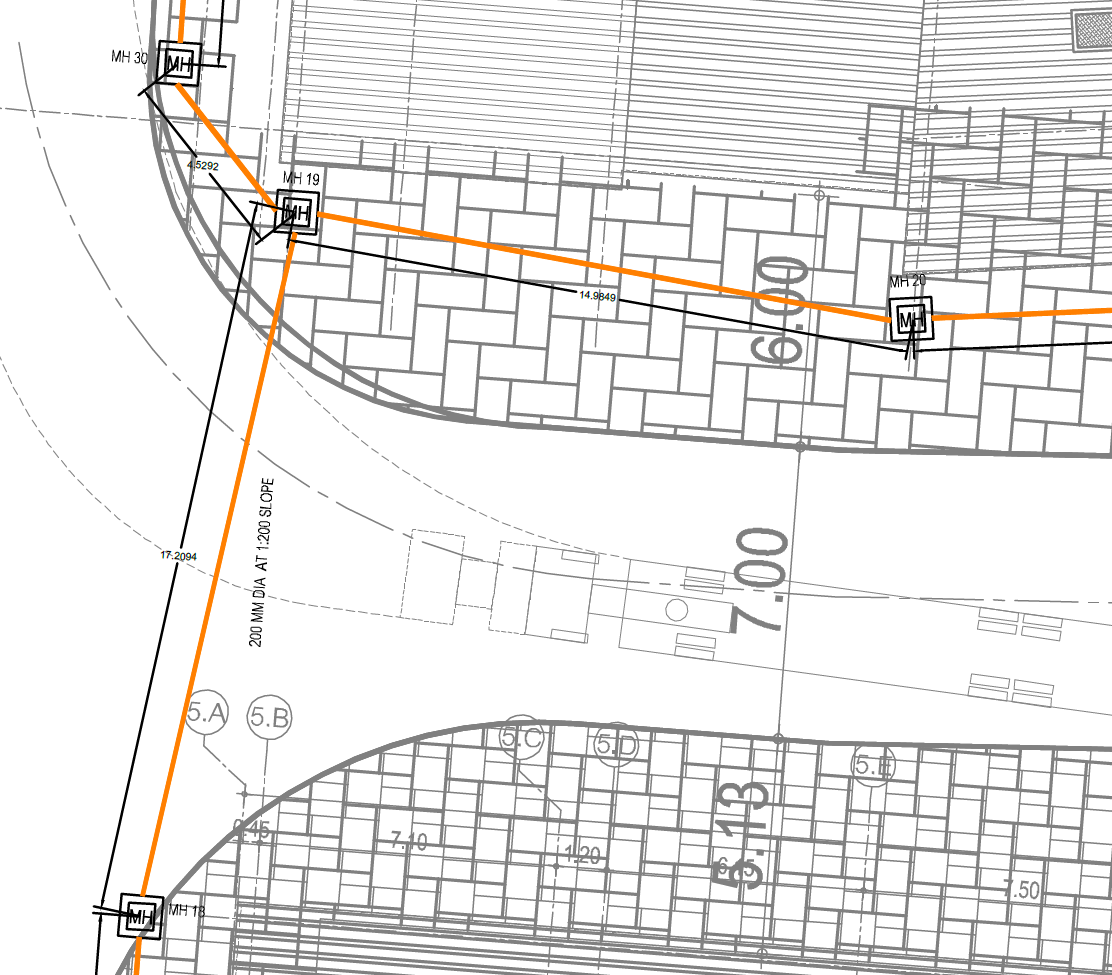 MH 30
MH
4.5292
MH 19
MH
14.9849
6.00
MH 20
MH
17.2094
200 MM DIA AT 1:200 SLOPE
7.00
5.A
5.B
5.C
5.D
5.E
7.10
1.20
5.13
7.50
MH
MH 18